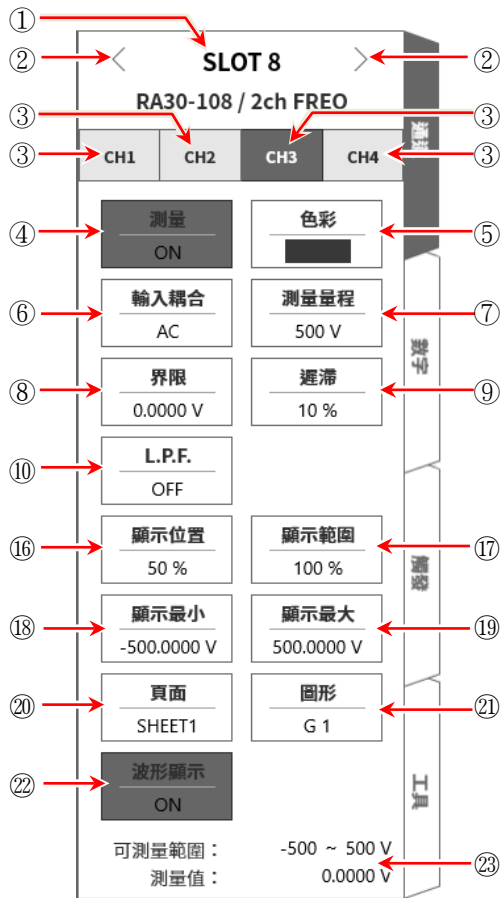 ①
② < SLOT 8 > ②
RA30-108 / 2ch FREO
③ ③
③ CH1 CH2 CH3 CH4 ③
④ 測量 色彩 ⑤
ON
⑥ 輸入耦合 測量量程 ⑦
AC 500 V
⑧ 界限 遲滯 ⑨
0.0000 V 10 %
⑩ L.P.F.
OFF
⑯ 顯示位置 顯示範圍 ⑰
50 % 100 %
⑱ 顯示最小 顯示最大 ⑲
-500.0000 V 500.0000 V
⑳ 頁面 圖形 ㉑
SHEET1 G 1
㉒ 波形顯示
ON
可測量範圍： -500 ~ 500 V
測量值： 0.0000 V ㉓
通道
數字
觸發
工具